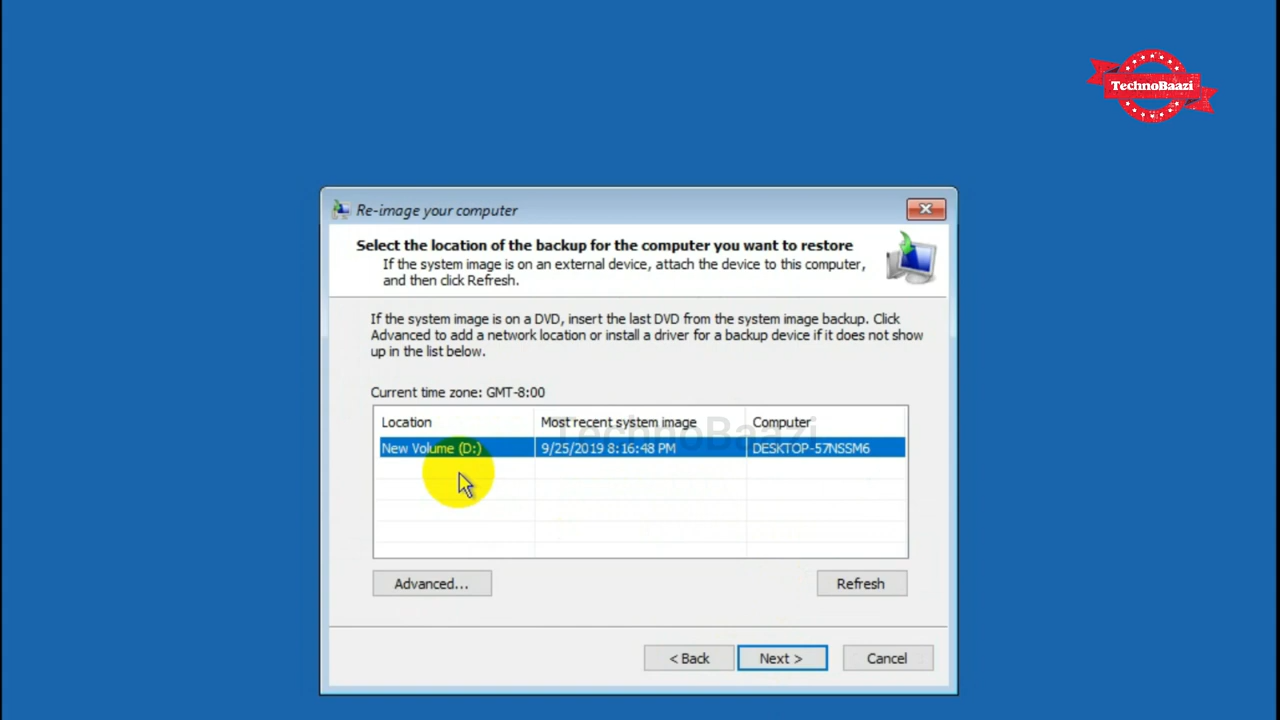 TechnoBaazi
Re-image your computer
Select the location of the backup for the computer you want to restore
If the system image is on an external device, attach the device to this computer,
and then click Refresh.
If the system image is on a DVD, insert the last DVD from the system image backup. Click
Advanced to add a network location or install a driver for a backup device if it does not show
up in the list below.
Current time zone: GMT-8:00
Location Most recent system image Computer
TechnoBaazi
New Volume (D:) 9/25/2019 8:16:48 PM DESKTOP-57NSSM6
Advanced... Refresh
< Back Next > Cancel